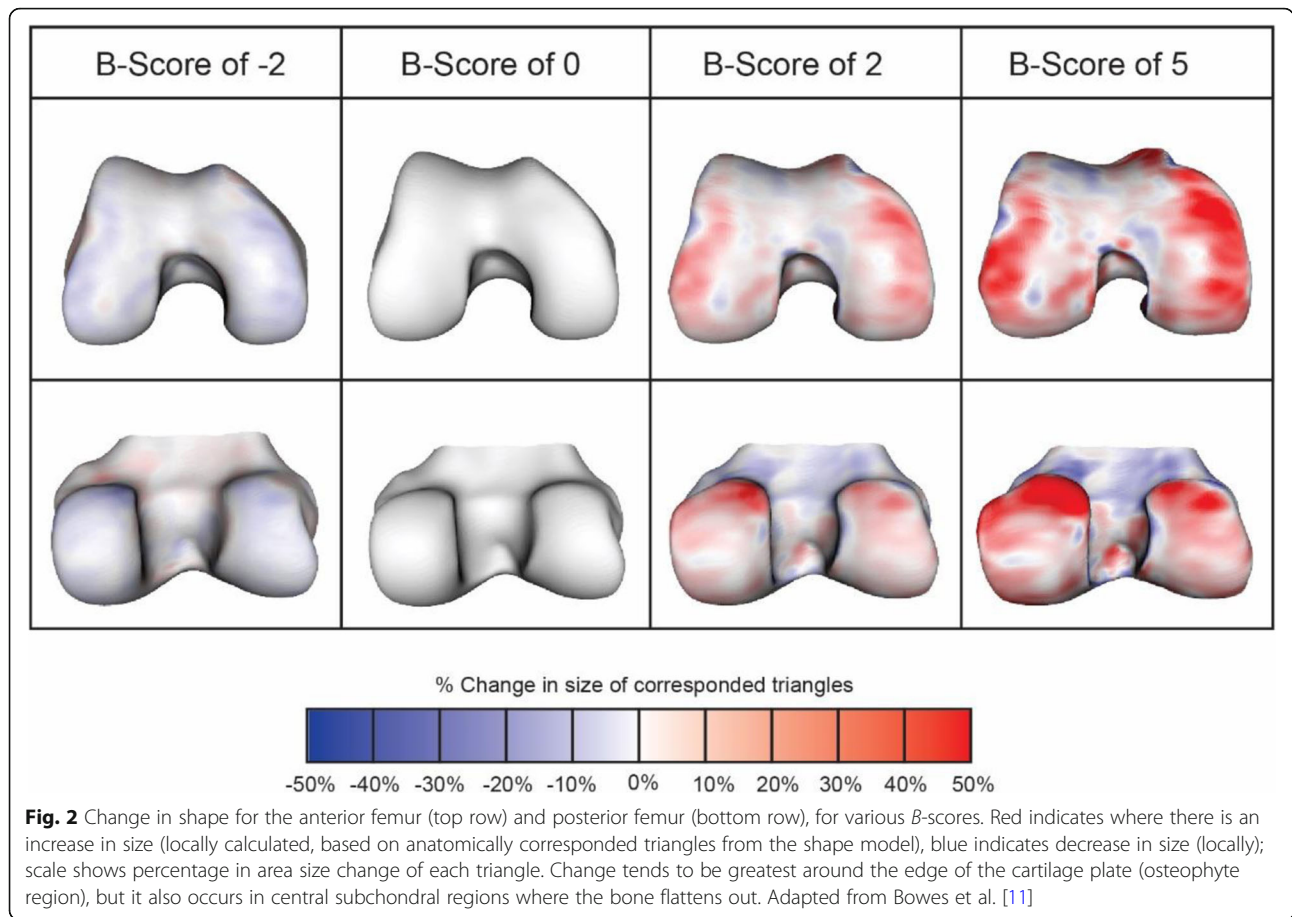 B-Score of -2
B-Score of 0
B-Score of 2
B-Score of 5
% Change in size of corresponded triangles
-50% -40% -30% -20% -10% 0% 10% 20% 30% 40% 50%
Fig. 2 Change in shape for the anterior femur (top row) and posterior femur (bottom row), for various B-scores. Red indicates where there is an
increase in size (locally calculated, based on anatomically corresponded triangles from the shape model), blue indicates decrease in size (locally);
scale shows percentage in area size change of each triangle. Change tends to be greatest around the edge of the cartilage plate (osteophyte
region), but it also occurs in central subchondral regions where the bone flattens out. Adapted from Bowes et al. [11]